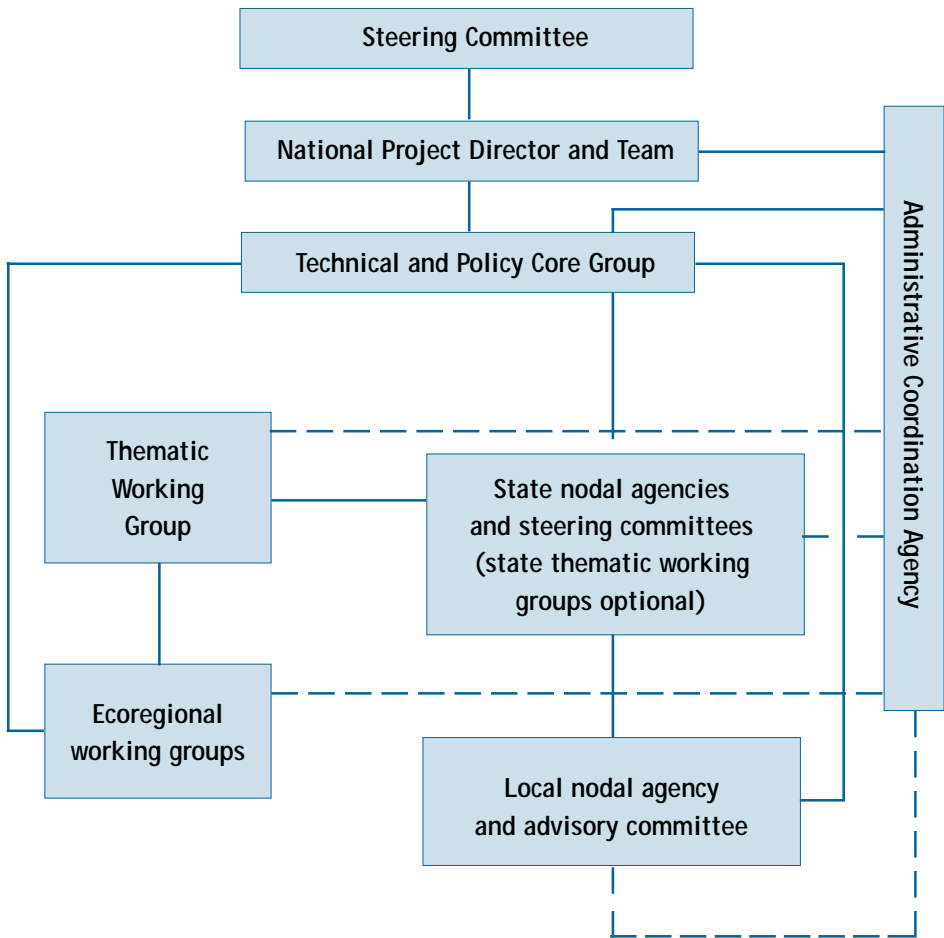 Steering Committee
National Project Director and Team
Technical and Policy Core Group
Administrative Coordination Agency
Thematic
Working
Group
State nodal agencies
and steering committees
(state thematic working
groups optional)
Ecoregional
working groups
Local nodal agency
and advisory committee